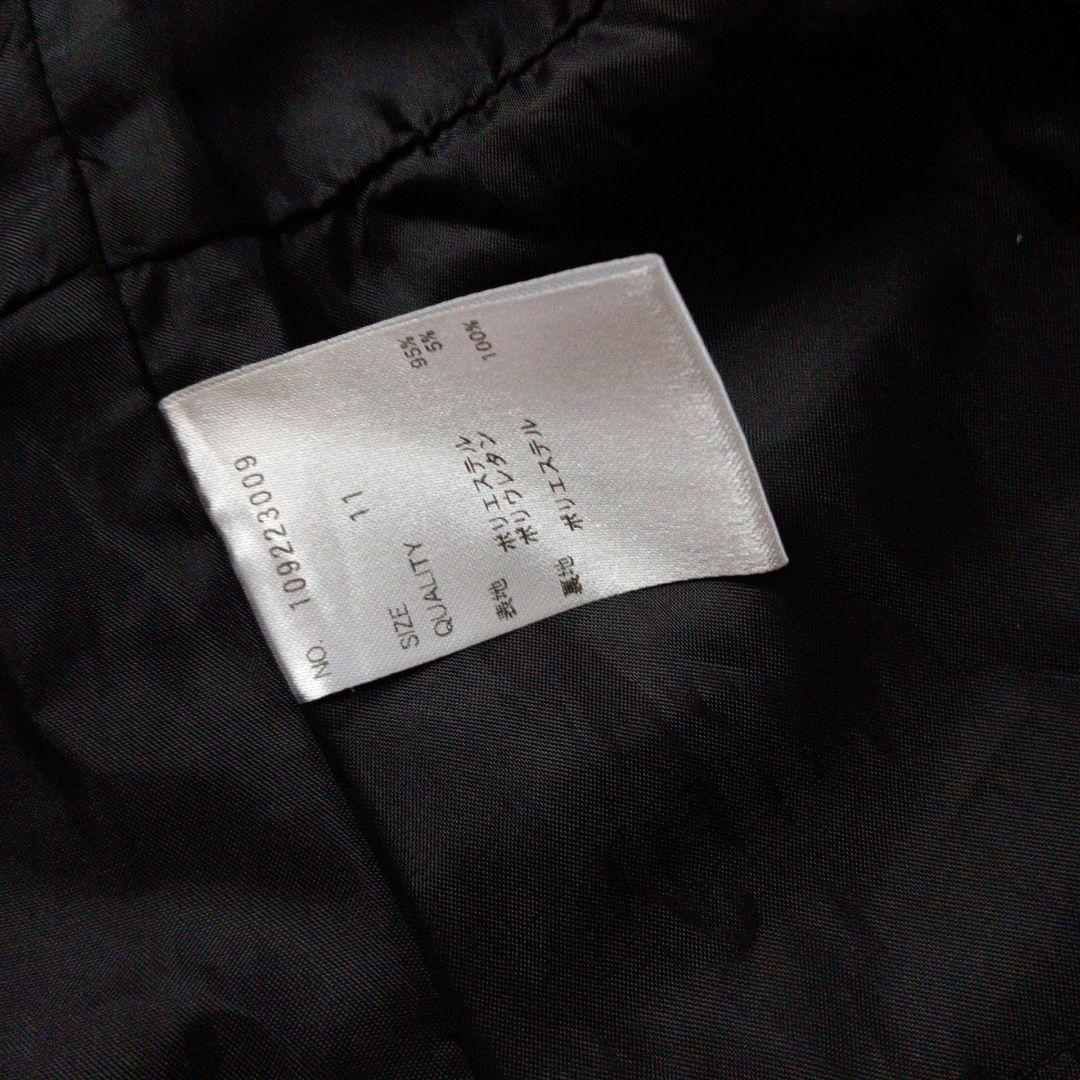 NO. 109223009
SIZE 11
QUALITY
表地 ポリエステル 95%
ポリウレタン 5%
裏地 ポリエステル 100%